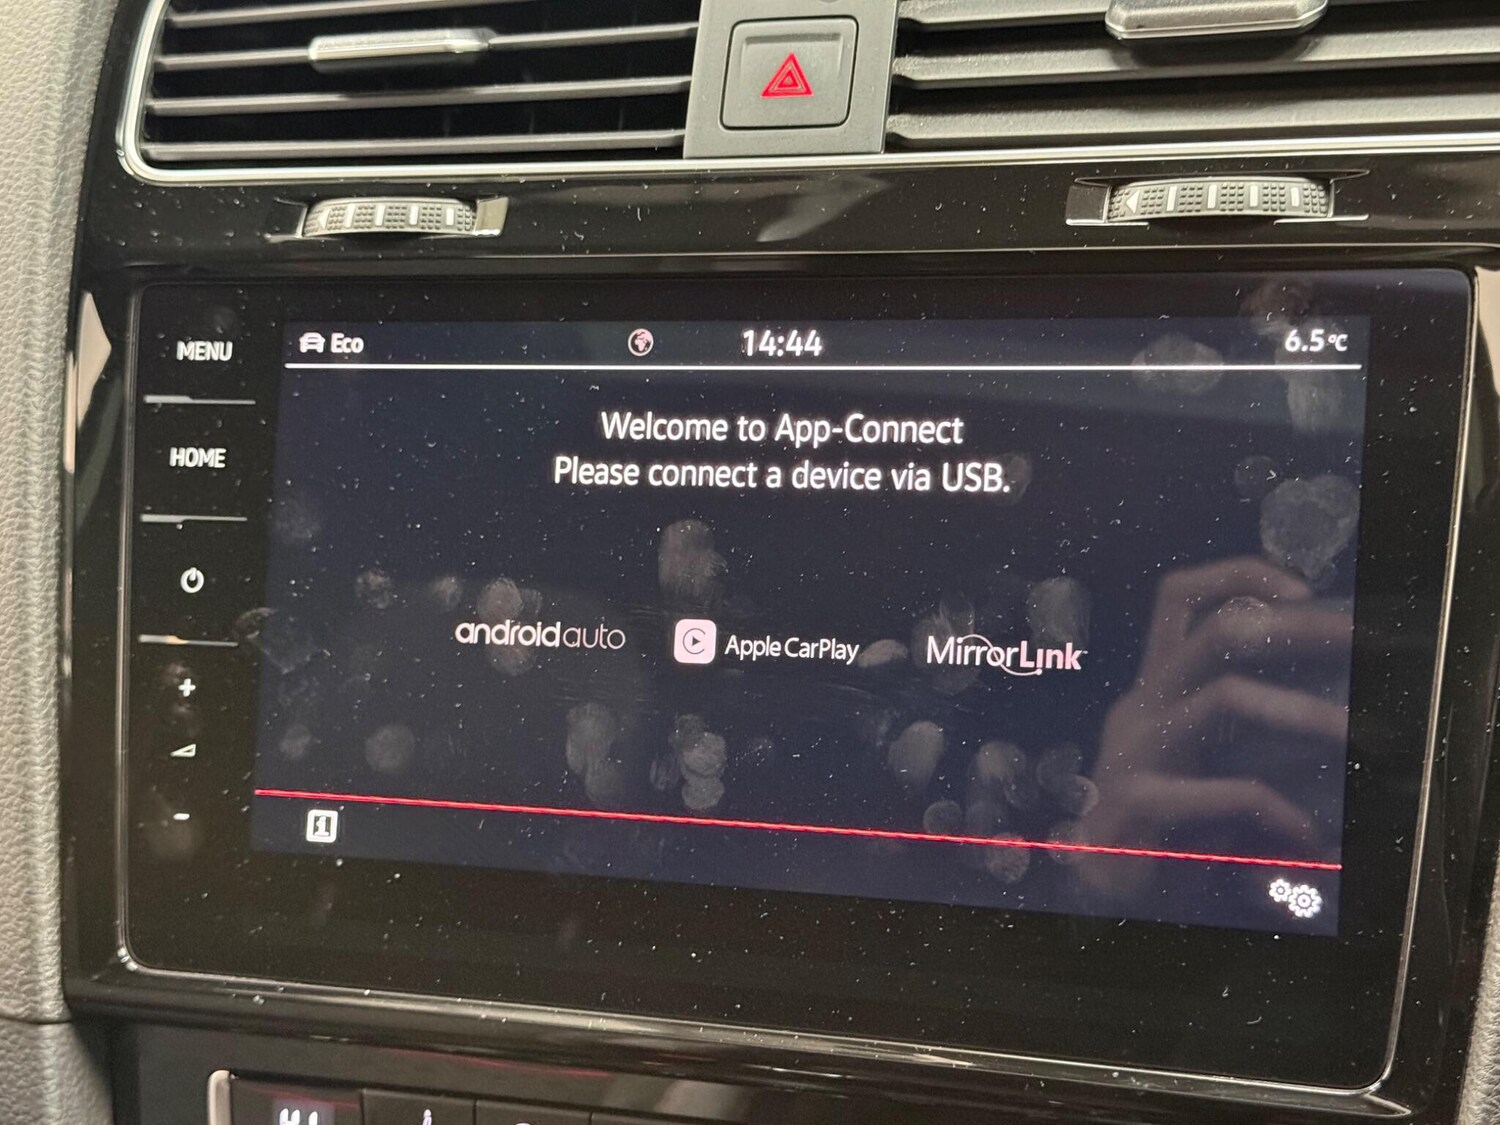 MENU
HOME
Eco
14:44
6.5°C
Welcome to App-Connect
Please connect a device via USB.
androidauto
Apple CarPlay
MirrorLink
+
-